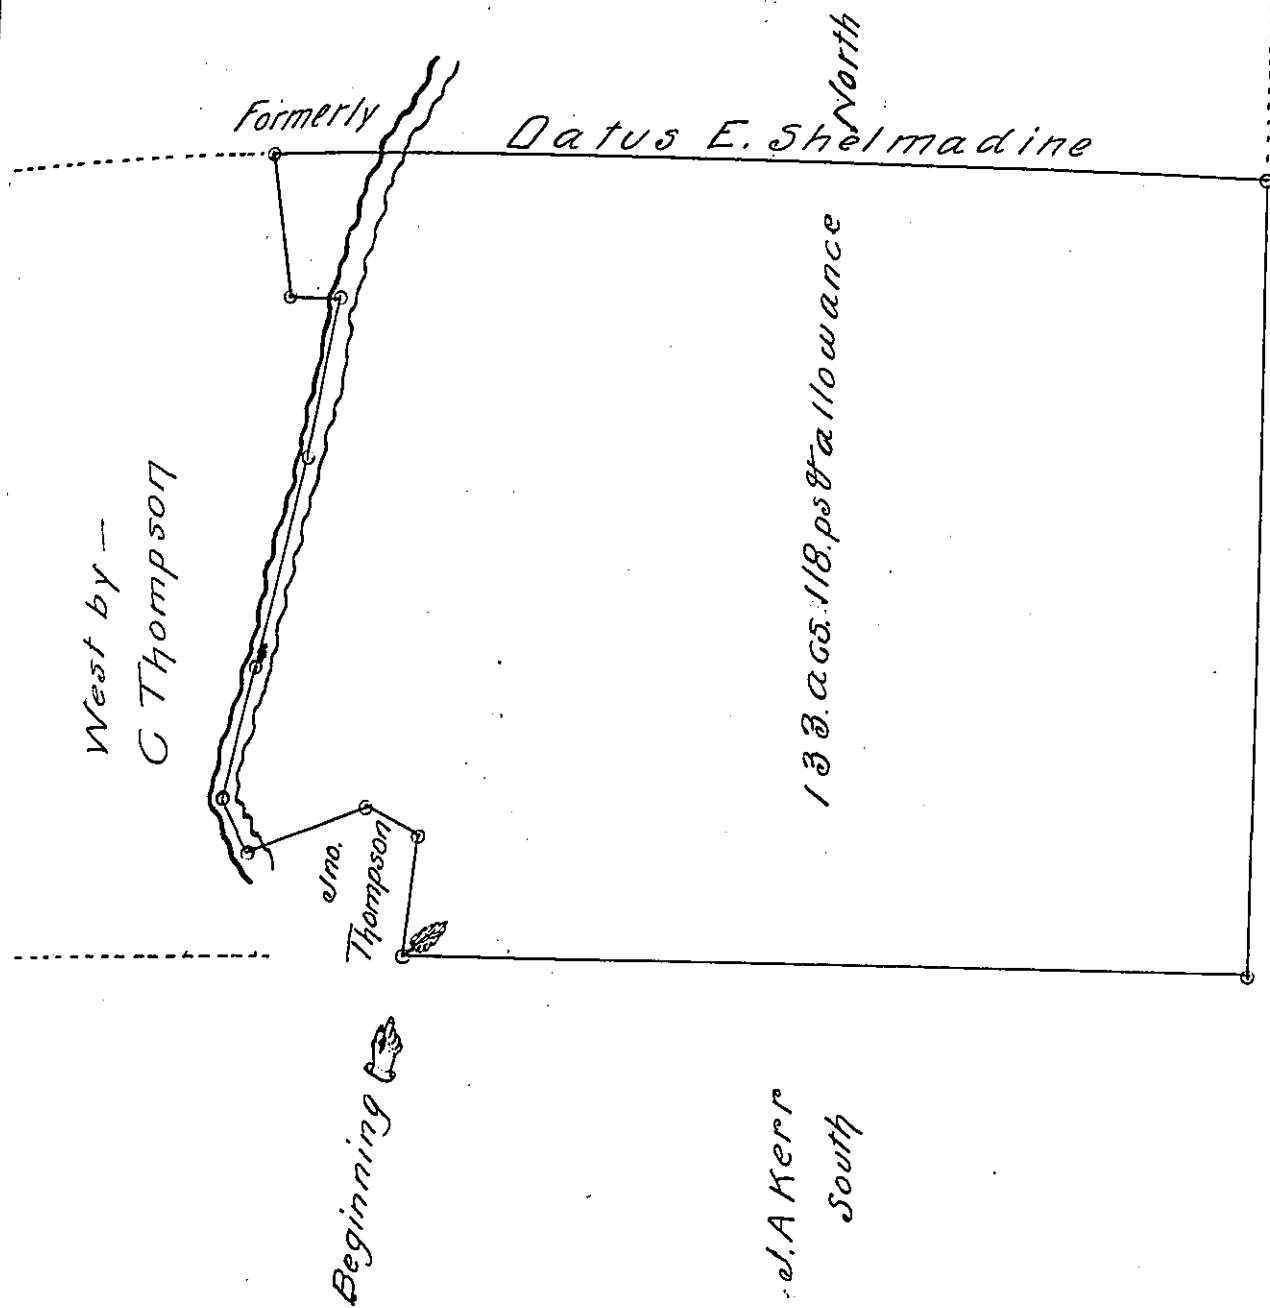 North
Formerly
Datus E. Shelmadine
West by —
C Thompson
133.acs.118.ps & allowance
Jno.
Thompson
Beginning
J.A Kerr
South